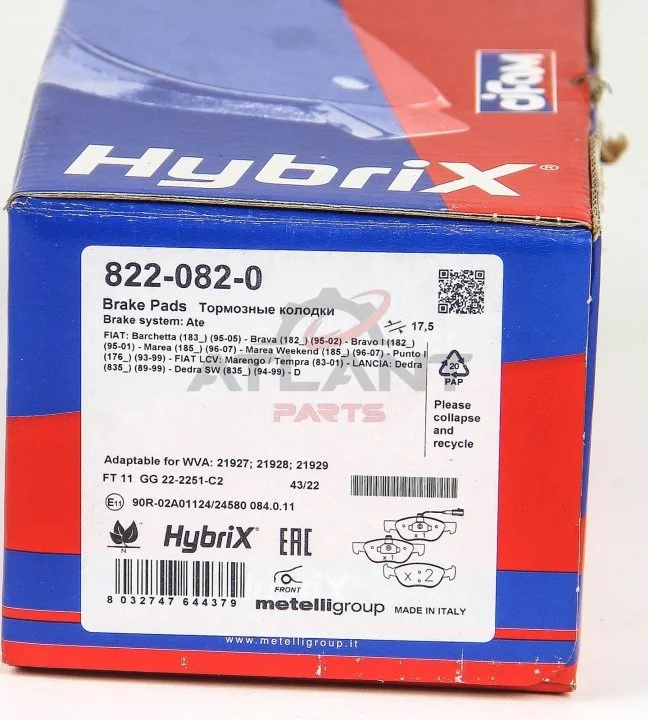 cifam
HybriX®
822-082-0
Brake Pads Тормозные колодки
Brake system: Ate
17,5
FIAT: Barchetta (183_) (95-05) - Brava (182_) (95-02) - Bravo I (182_)
(95-01) - Marea (185_) (96-07) - Marea Weekend (185_) (96-07) - Punto I
(176_) (93-99) - FIAT LCV: Marengo / Tempra (83-01) - LANCIA: Dedra
(835_) (89-99) - Dedra SW (835_) (94-99) - D
ATLANT
PARTS
20
PAP
Please
collapse
and
recycle
Adaptable for WVA: 21927; 21928; 21929
FT 11 GG 22-2251-C2
43/22
E11 90R-02A01124/24580 084.0.11
N
HybriX®
EAC
x 1
x 1
x 2
FRONT
8 032747 644379
metelligroup
MADE IN ITALY
www.metelligroup.it